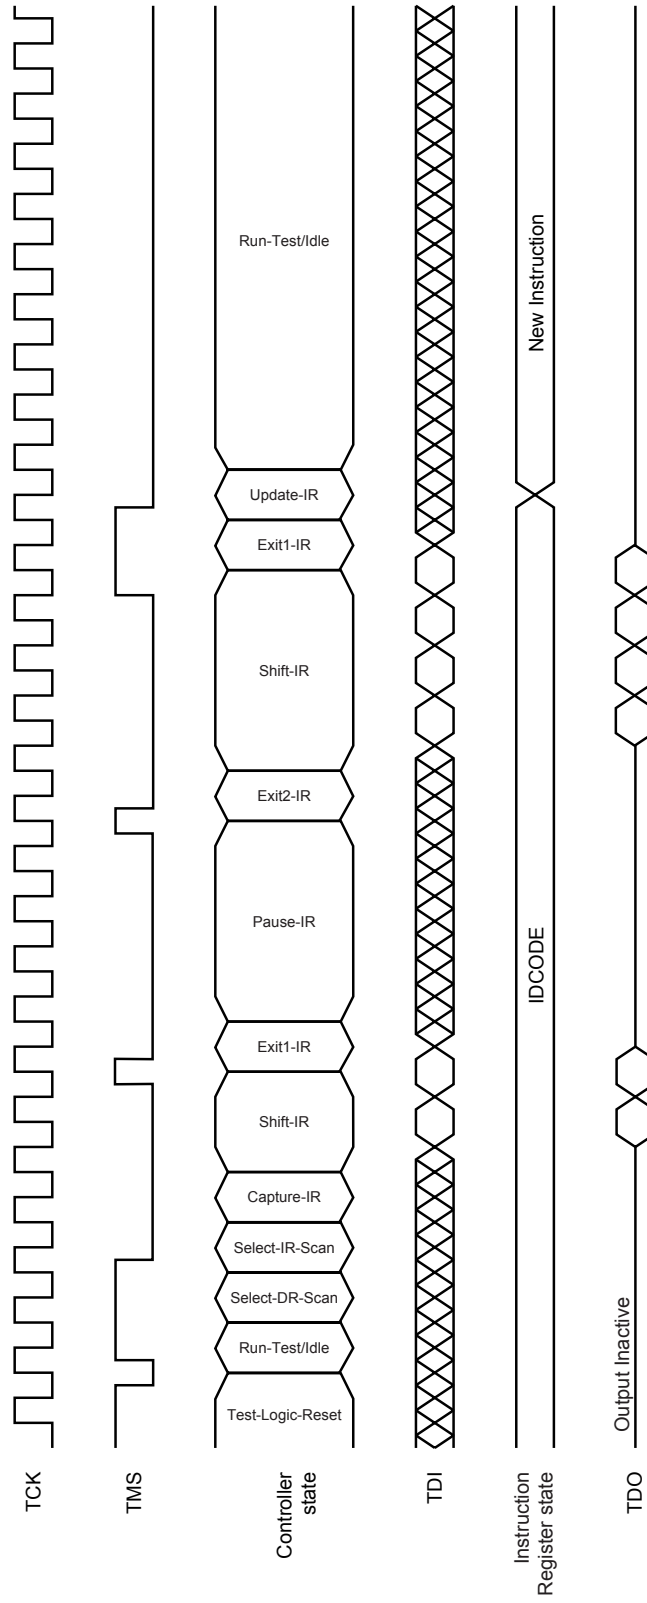 TCK
TMS
Controller
state
Test-Logic-Reset
Run-Test/Idle
Select-DR-Scan
Select-IR-Scan
Capture-IR
Shift-IR
Exit1-IR
Pause-IR
Exit2-IR
Shift-IR
Exit1-IR
Update-IR
Run-Test/Idle
TDI
Instruction
Register state
IDCODE
New Instruction
TDO
Output Inactive